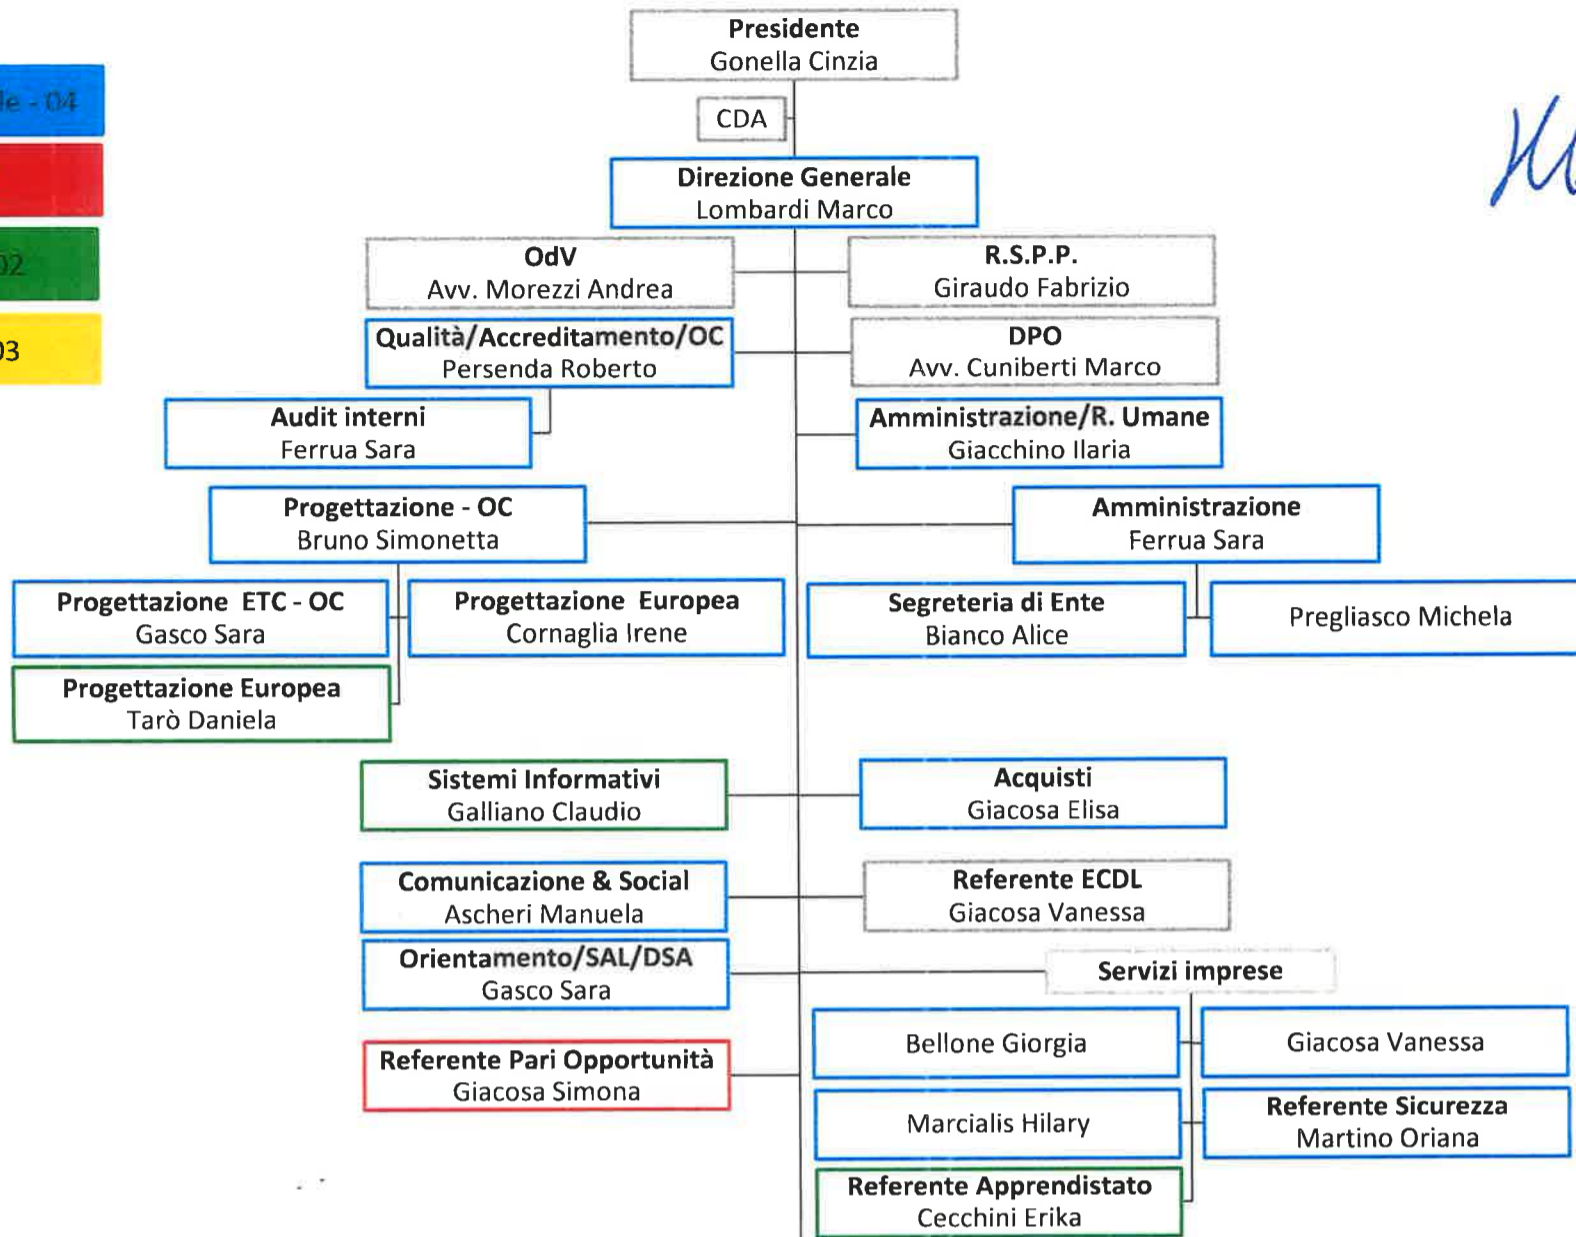 Presidente
Gonella Cinzia
CDA
le - 04
02
03
Direzione Generale
Lombardi Marco
OdV
Avv. Morezzi Andrea
R.S.P.P.
Giraudo Fabrizio
Qualità/Accreditamento/OC
Persenda Roberto
DPO
Avv. Cuniberti Marco
Audit interni
Ferrua Sara
Amministrazione/R. Umane
Giacchino Ilaria
Progettazione - OC
Bruno Simonetta
Amministrazione
Ferrua Sara
Progettazione ETC - OC
Gasco Sara
Progettazione Europea
Cornaglia Irene
Segreteria di Ente
Bianco Alice
Pregliasco Michela
Progettazione Europea
Tarò Daniela
Sistemi Informativi
Galliano Claudio
Acquisti
Giacosa Elisa
Comunicazione & Social
Ascheri Manuela
Referente ECDL
Giacosa Vanessa
Orientamento/SAL/DSA
Gasco Sara
Servizi imprese
Bellone Giorgia
Giacosa Vanessa
Referente Pari Opportunità
Giacosa Simona
Marcialis Hilary
Referente Sicurezza
Martino Oriana
Referente Apprendistato
Cecchini Erika